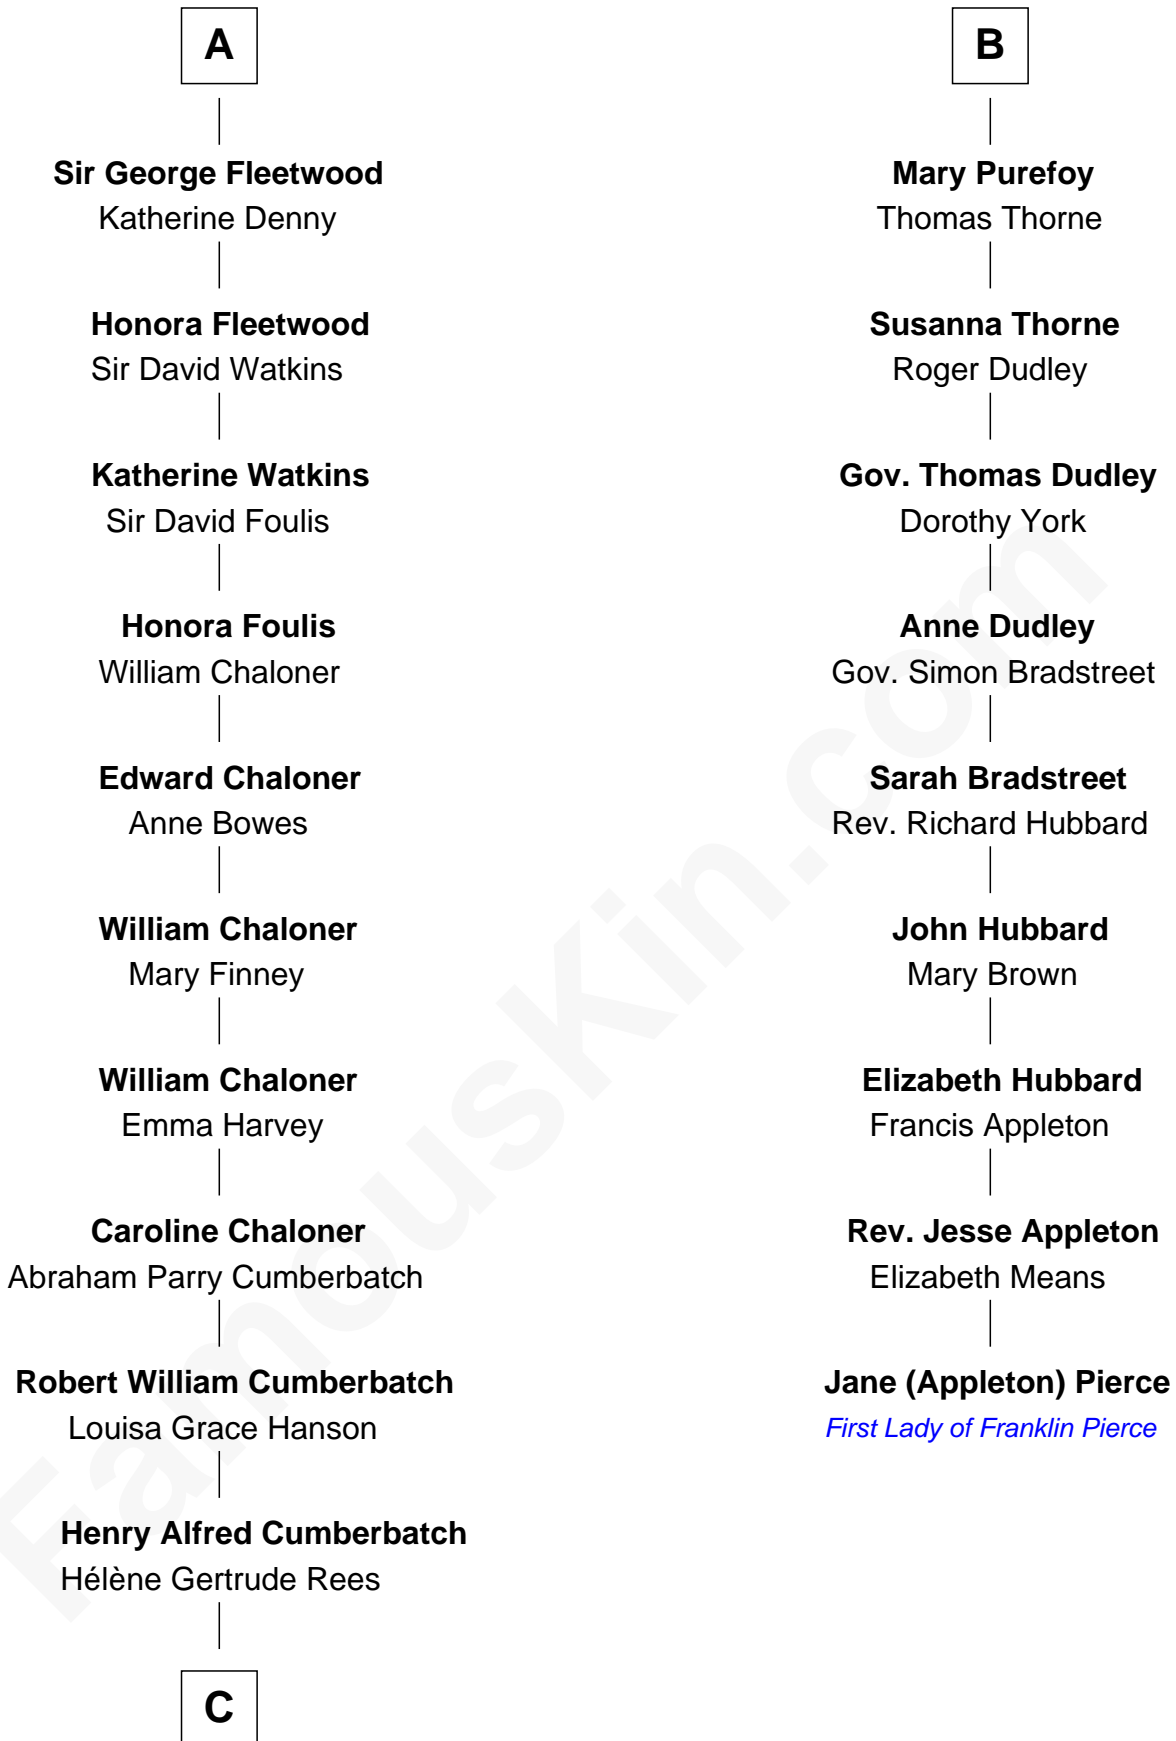 A
Sir George Fleetwood
Katherine Denny
Honora Fleetwood
Sir David Watkins
Katherine Watkins
Sir David Foulis
Honora Foulis
William Chaloner
Edward Chaloner
Anne Bowes
William Chaloner
Mary Finney
William Chaloner
Emma Harvey
Caroline Chaloner
Abraham Parry Cumberbatch
Robert William Cumberbatch
Louisa Grace Hanson
Henry Alfred Cumberbatch
Hélène Gertrude Rees
C
B
Mary Purefoy
Thomas Thorne
Susanna Thorne
Roger Dudley
Gov. Thomas Dudley
Dorothy York
Anne Dudley
Gov. Simon Bradstreet
Sarah Bradstreet
Rev. Richard Hubbard
John Hubbard
Mary Brown
Elizabeth Hubbard
Francis Appleton
Rev. Jesse Appleton
Elizabeth Means
Jane (Appleton) Pierce
First Lady of Franklin Pierce
FamousKin.com